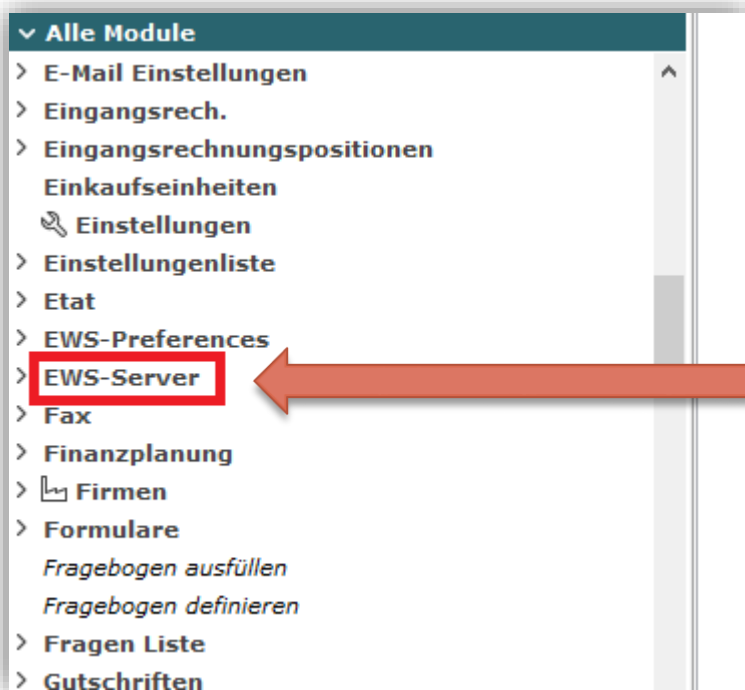 Alle Module
E-Mail Einstellungen
Eingangsrech.
Eingangsrechnungspositionen
Einkaufseinheiten
Einstellungen
Einstellungenliste
Etat
EWS-Preferences
EWS-Server
Fax
Finanzplanung
Firmen
Formulare
Fragebogen ausfüllen
Fragebogen definieren
Fragen Liste
Gutschriften